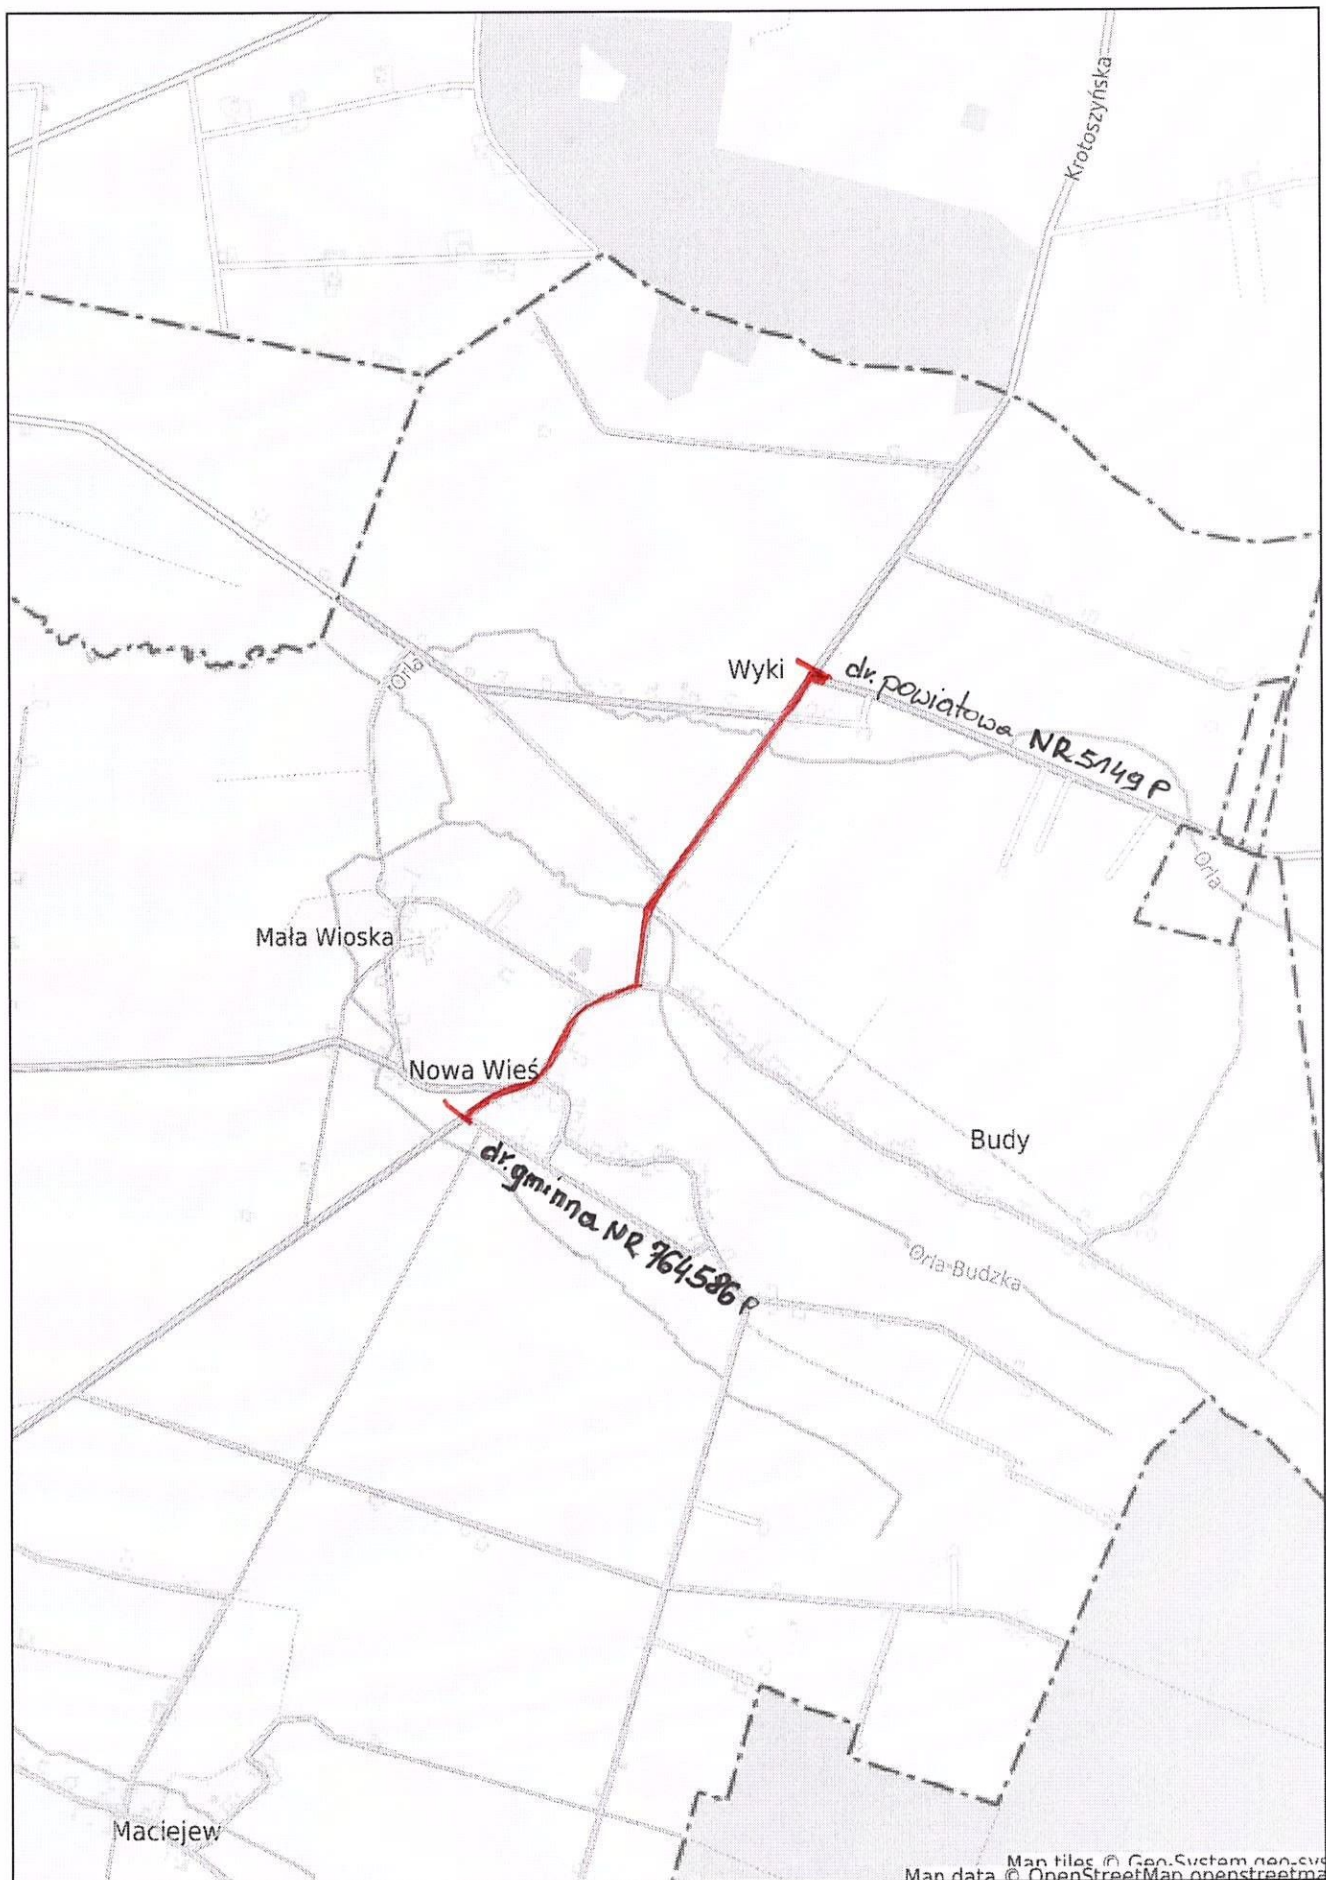 Krotoszyńska
Wyki
dr. powiatowa NR 5149 P
Orla
Orla
Mała Wioska
Nowa Wieś
Budy
dr. gminna NR 764586 P
Orla-Budzka
Maciejew
Map tiles © Geo-System geo-sys
Map data © OpenStreetMap openstreetma